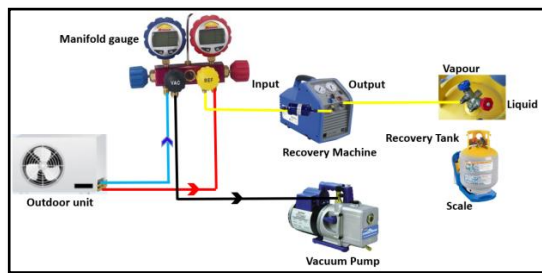 Manifold gauge
VAC
REF
Input
Output
Vapour
Liquid
Recovery Machine
Recovery Tank
Scale
Outdoor unit
Vacuum Pump